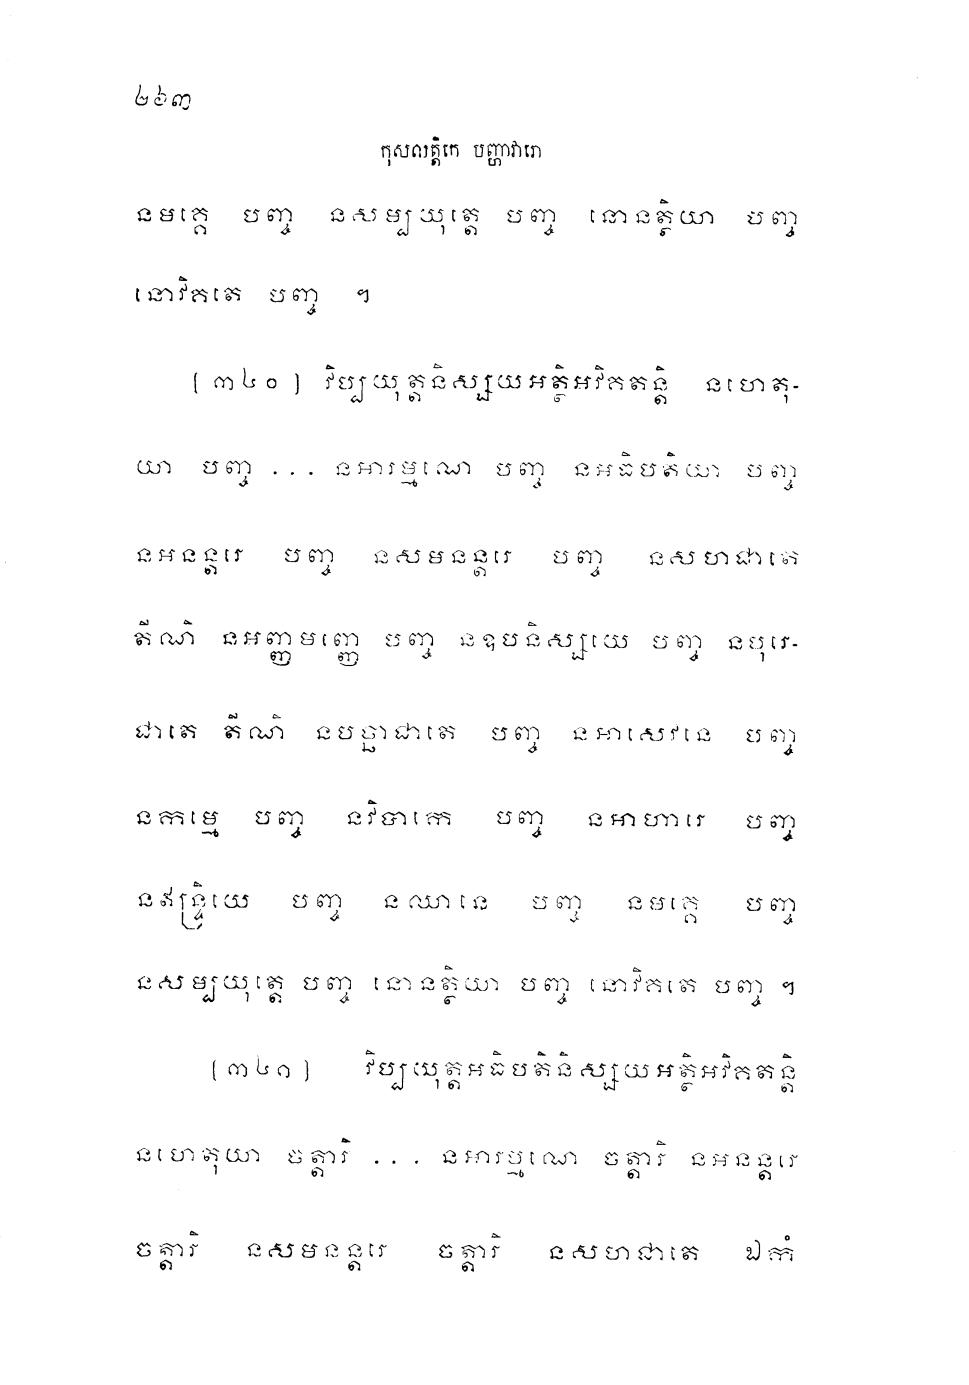 ២៦៣
កុសលត្តិកេ បញ្ហាវារោ
នមគ្គេ បញ្ច នសម្បយុត្តេ បញ្ច នោនត្ថិយា បញ្ច
នោវិគតេ បញ្ច ។
(៣៤០) វិប្បយុត្តនិស្សយអត្ថិអវិគតន្តិ នហេតុ-
យា បញ្ច ... នអារម្មណេ បញ្ច នអធិបតិយា បញ្ច
នអនន្តរេ បញ្ច នសមនន្តរេ បញ្ច នសហជាតេ
តីណិ នអញ្ញមញ្ញេ បញ្ច នឧបនិស្សយេ បញ្ច នបុរេ-
ជាតេ តីណិ នបច្ឆាជាតេ បញ្ច នអាសេវនេ បញ្ច
នកម្មេ បញ្ច នវិបាកេ បញ្ច នអាហារេ បញ្ច
នឥន្ទ្រិយេ បញ្ច នឈានេ បញ្ច នមគ្គេ បញ្ច
នសម្បយុត្តេ បញ្ច នោនត្ថិយា បញ្ច នោវិគតេ បញ្ច ។
(៣៤១) វិប្បយុត្តអធិបតិនិស្សយអត្ថិអវិគតន្តិ
នហេតុយា ចត្តារិ ... នអារម្មណេ ចត្តារិ នអនន្តរេ
ចត្តារិ នសមនន្តរេ ចត្តារិ នសហជាតេ ឯកំ